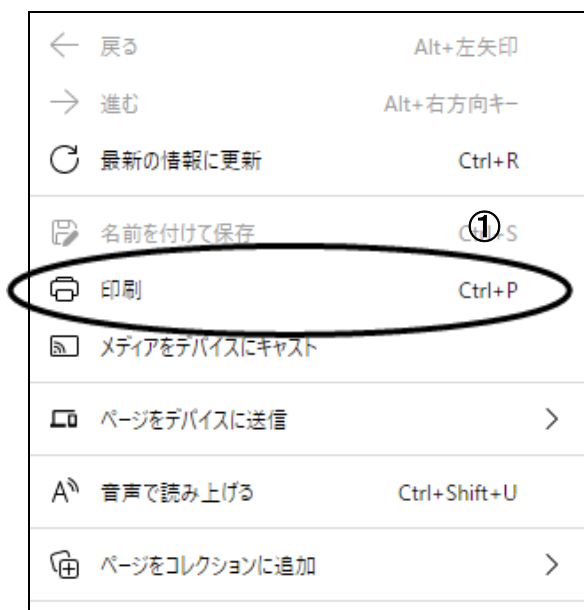 戻る Alt+左矢印
進む Alt+右方向キー
最新の情報に更新 Ctrl+R
①
名前を付けて保存 Ctrl+S
印刷 Ctrl+P
メディアをデバイスにキャスト
ページをデバイスに送信
音声で読み上げる Ctrl+Shift+U
ページをコレクションに追加